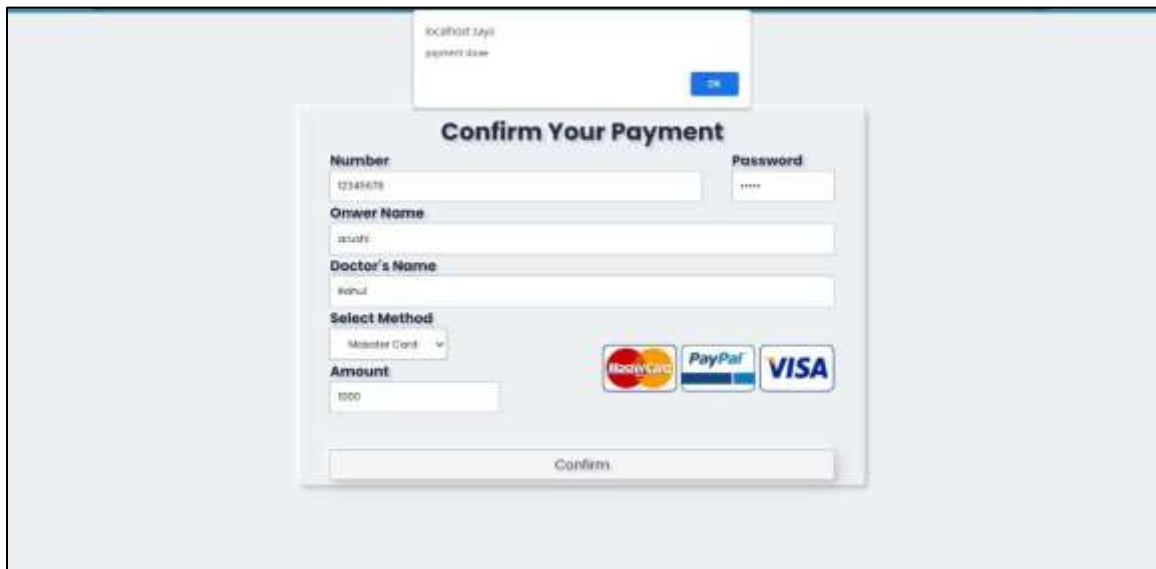 localhost says
payment done
OK
Confirm Your Payment
Number Password
12345678 •••••
Onwer Name
arushi
Doctor's Name
Rahul
Select Method
Masater Card
MasterCard PayPal VISA
Amount
1000
Confirm